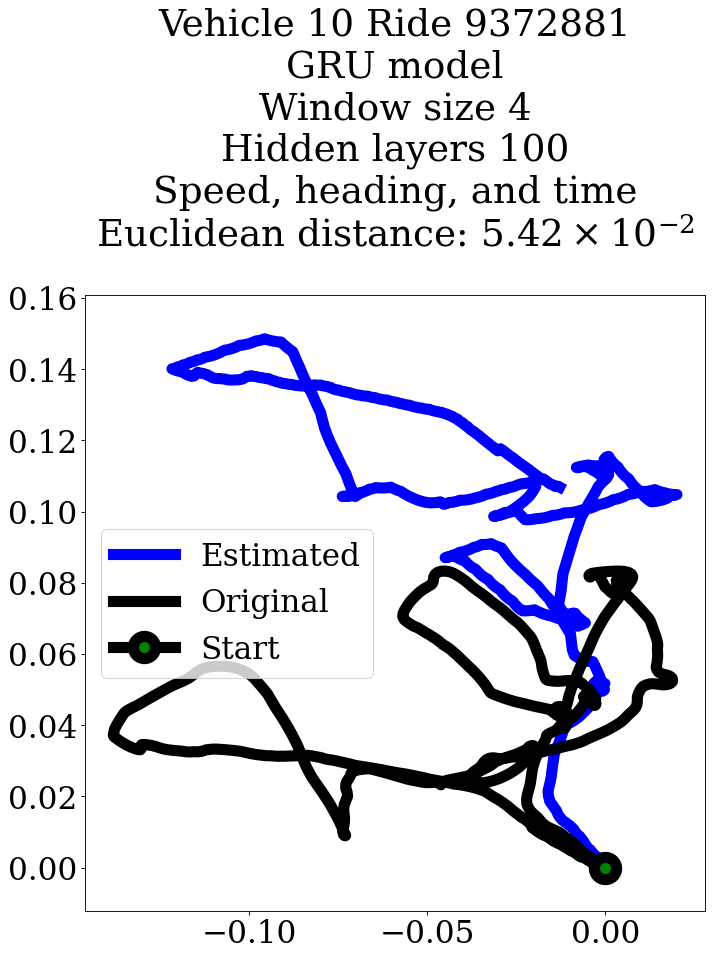 Vehicle 10 Ride 9372881
GRU model
Window size 4
Hidden layers 100
Speed, heading, and time
Euclidean distance: 5.42 × 10⁻²
0.16
0.14
0.12
0.10
0.08
0.06
0.04
0.02
0.00
Estimated
Original
Start
−0.10
−0.05
0.00